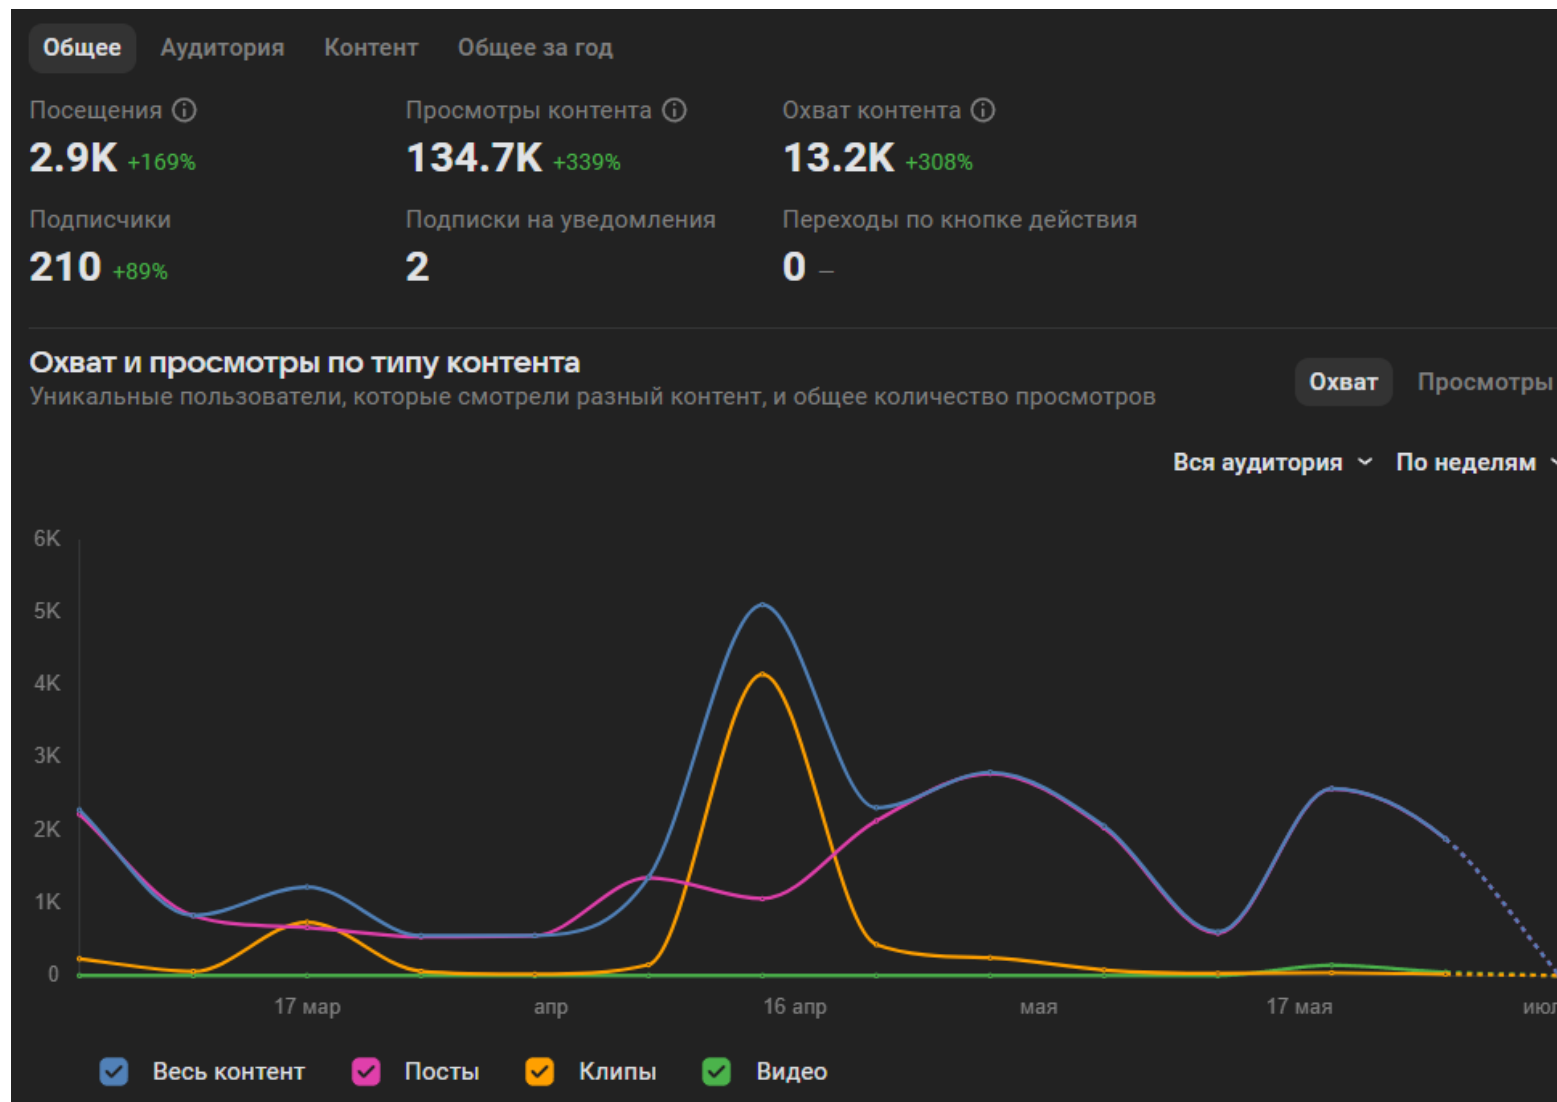 Общее Аудитория Контент Общее за год
Посещения Просмотры контента Охват контента
2.9K +169% 134.7K +339% 13.2K +308%
Подписчики Подписки на уведомления Переходы по кнопке действия
210 +89% 2 0 –
Охват и просмотры по типу контента
Уникальные пользователи, которые смотрели разный контент, и общее количество просмотров
Охват Просмотры
Вся аудитория По неделям
6K
5K
4K
3K
2K
1K
0
17 мар апр 16 апр мая 17 мая
Весь контент Посты Клипы Видео